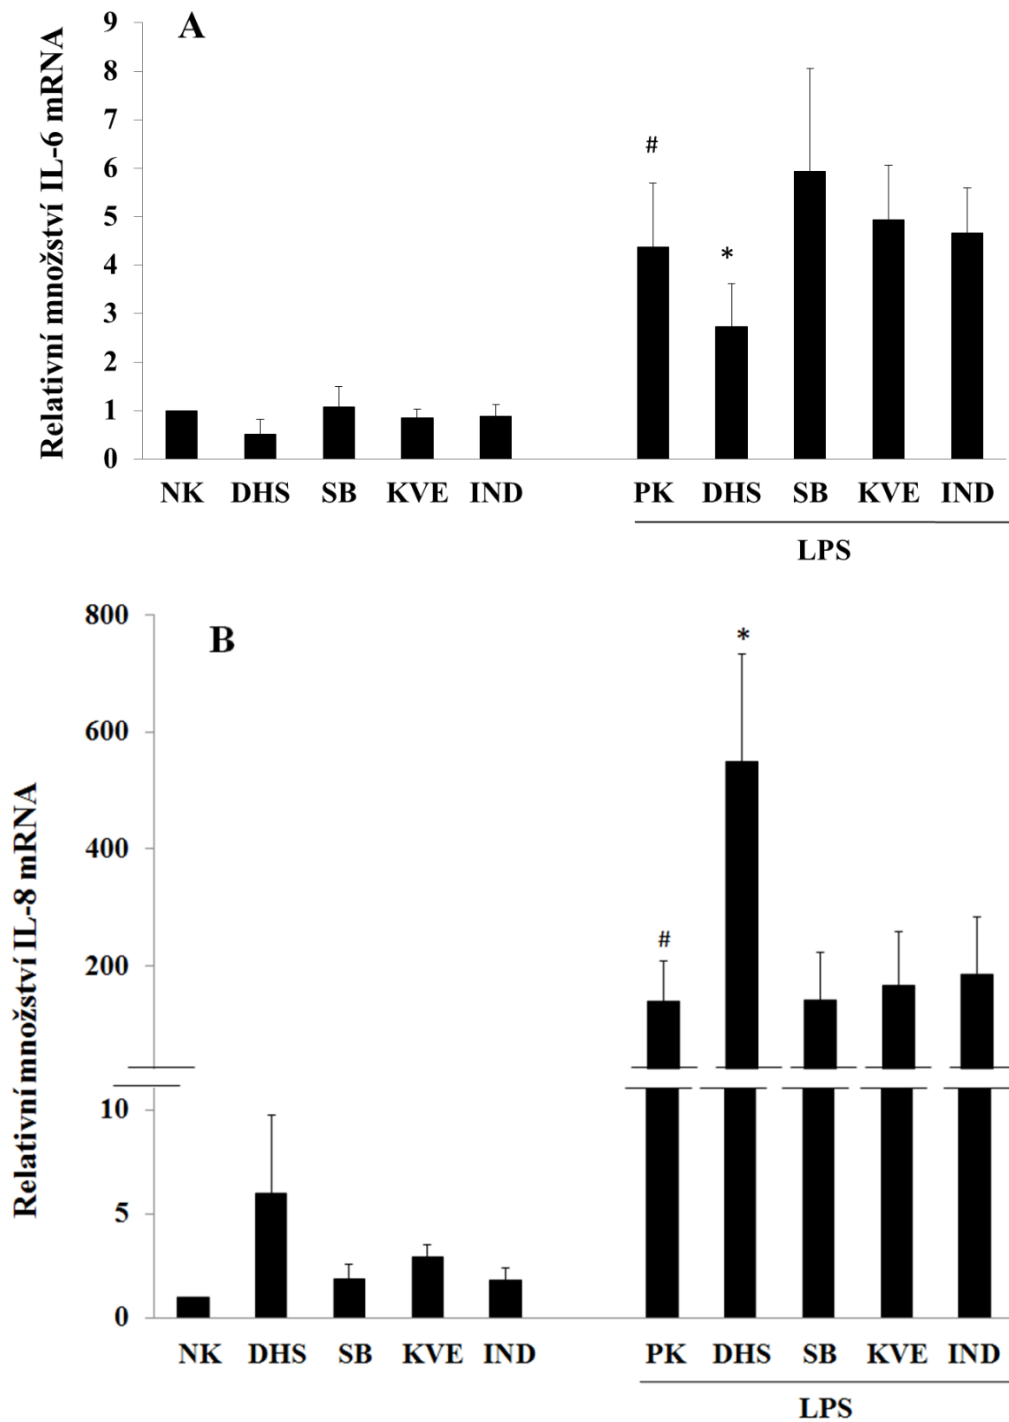 A
Relativní množství IL-6 mRNA
9
8
7
6
5
4
3
2
1
0
#
*
NK DHS SB KVE IND PK DHS SB KVE IND
LPS
B
Relativní množství IL-8 mRNA
800
600
400
200
10
5
0
*
#
NK DHS SB KVE IND PK DHS SB KVE IND
LPS